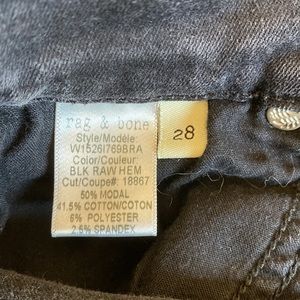 rag & bone
Style/Modèle:
W1526I769BRA
Color/Couleur:
BLK RAW HEM
Cut/Coupe#: 18867
50% MODAL
41.5% COTTON/COTON
6% POLYESTER
2.5% SPANDEX
28